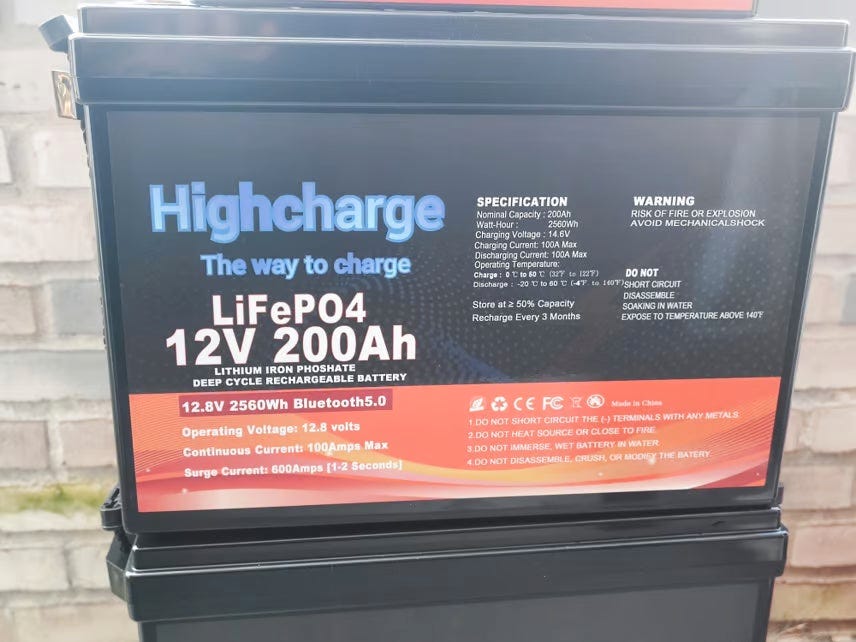 Highcharge
The way to charge
LiFePO4
12V 200Ah
LITHIUM IRON PHOSHATE
DEEP CYCLE RECHARGEABLE BATTERY
12.8V 2560Wh Bluetooth5.0
Operating Voltage: 12.8 volts
Continuous Current: 100Amps Max
Surge Current: 600Amps [1-2 Seconds]
SPECIFICATION
Nominal Capacity : 200Ah
Watt-Hour : 2560Wh
Charging Voltage : 14.6V
Charging Current: 100A Max
Discharging Current: 100A Max
Operating Temperature:
Charge : 0 ℃ to 50 ℃ (32℉ to 122℉)
Discharge : -20 ℃ to 60 ℃ (-4℉ to 140℉)
Store at ≥ 50% Capacity
Recharge Every 3 Months
WARNING
RISK OF FIRE OR EXPLOSION
AVOID MECHANICALSHOCK
DO NOT
SHORT CIRCUIT
DISASSEMBLE
SOAKING IN WATER
EXPOSE TO TEMPERATURE ABOVE 140℉
CE FC Made in China
1.DO NOT SHORT CIRCUIT THE (-) TERMINALS WITH ANY METALS.
2.DO NOT HEAT SOURCE OR CLOSE TO FIRE.
3.DO NOT IMMERSE, WET BATTERY IN WATER.
4.DO NOT DISASSEMBLE, CRUSH, OR MODIFY THE BATTERY.